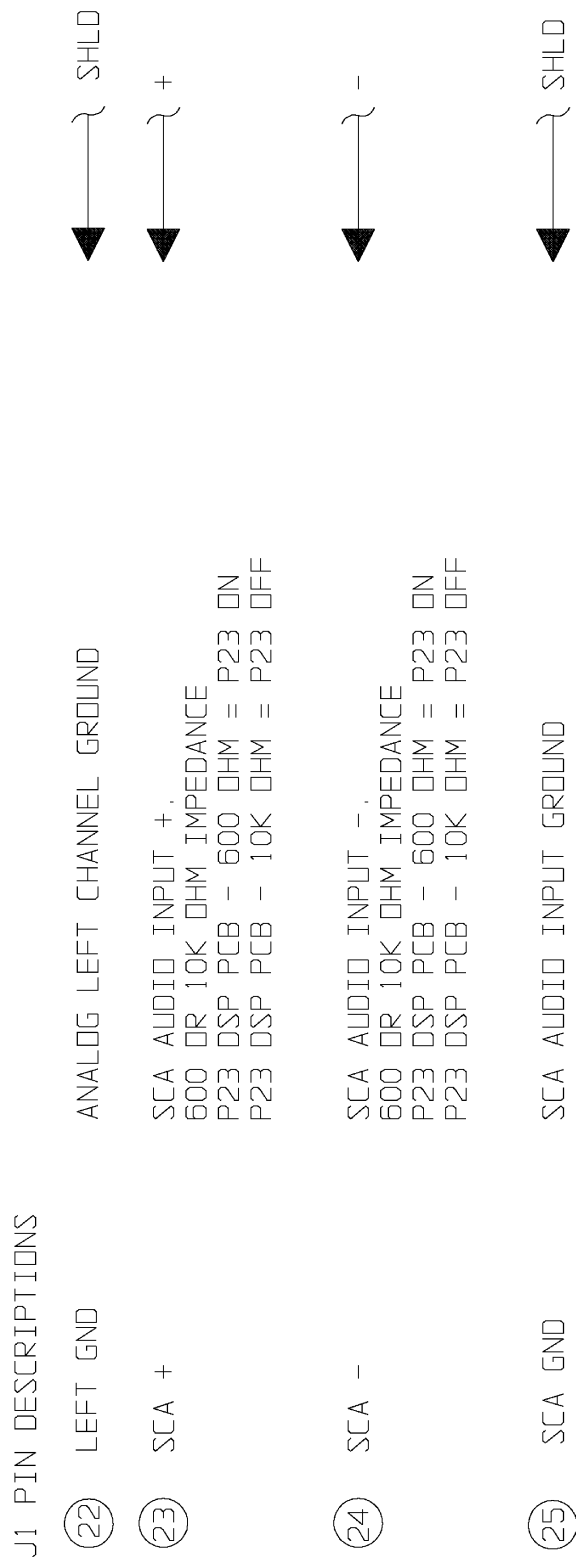 J1 PIN DESCRIPTIONS
22 LEFT GND ANALOG LEFT CHANNEL GROUND SHLD
23 SCA + SCA AUDIO INPUT +. +
600 OR 10K OHM IMPEDANCE
P23 DSP PCB - 600 OHM = P23 ON
P23 DSP PCB - 10K OHM = P23 OFF
24 SCA - SCA AUDIO INPUT -. -
600 OR 10K OHM IMPEDANCE
P23 DSP PCB - 600 OHM = P23 ON
P23 DSP PCB - 10K OHM = P23 OFF
25 SCA GND SCA AUDIO INPUT GROUND SHLD